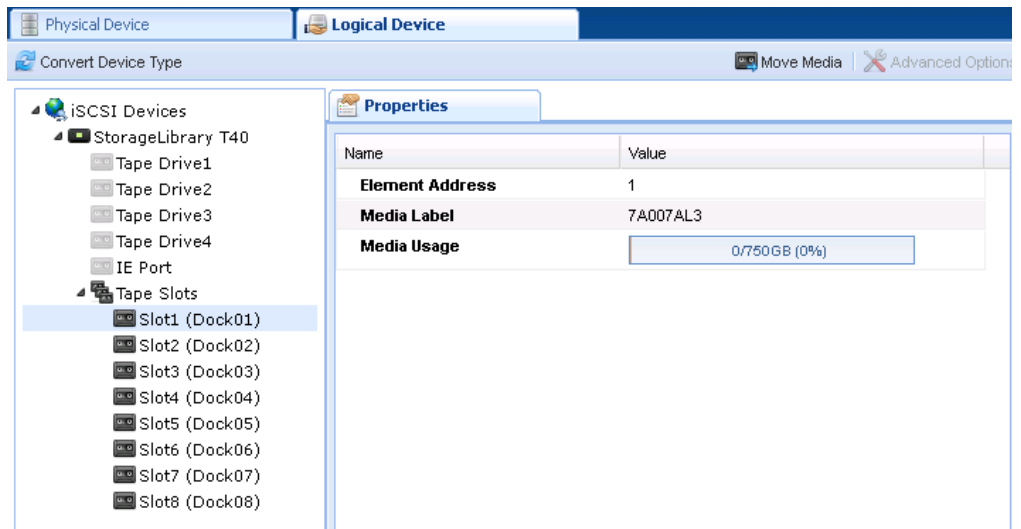 Physical Device
Logical Device
Convert Device Type
Move Media
Advanced Options
iSCSI Devices
StorageLibrary T40
Tape Drive1
Tape Drive2
Tape Drive3
Tape Drive4
IE Port
Tape Slots
Slot1 (Dock01)
Slot2 (Dock02)
Slot3 (Dock03)
Slot4 (Dock04)
Slot5 (Dock05)
Slot6 (Dock06)
Slot7 (Dock07)
Slot8 (Dock08)
Properties
Name Value
Element Address 1
Media Label 7A007AL3
Media Usage 0/750GB (0%)